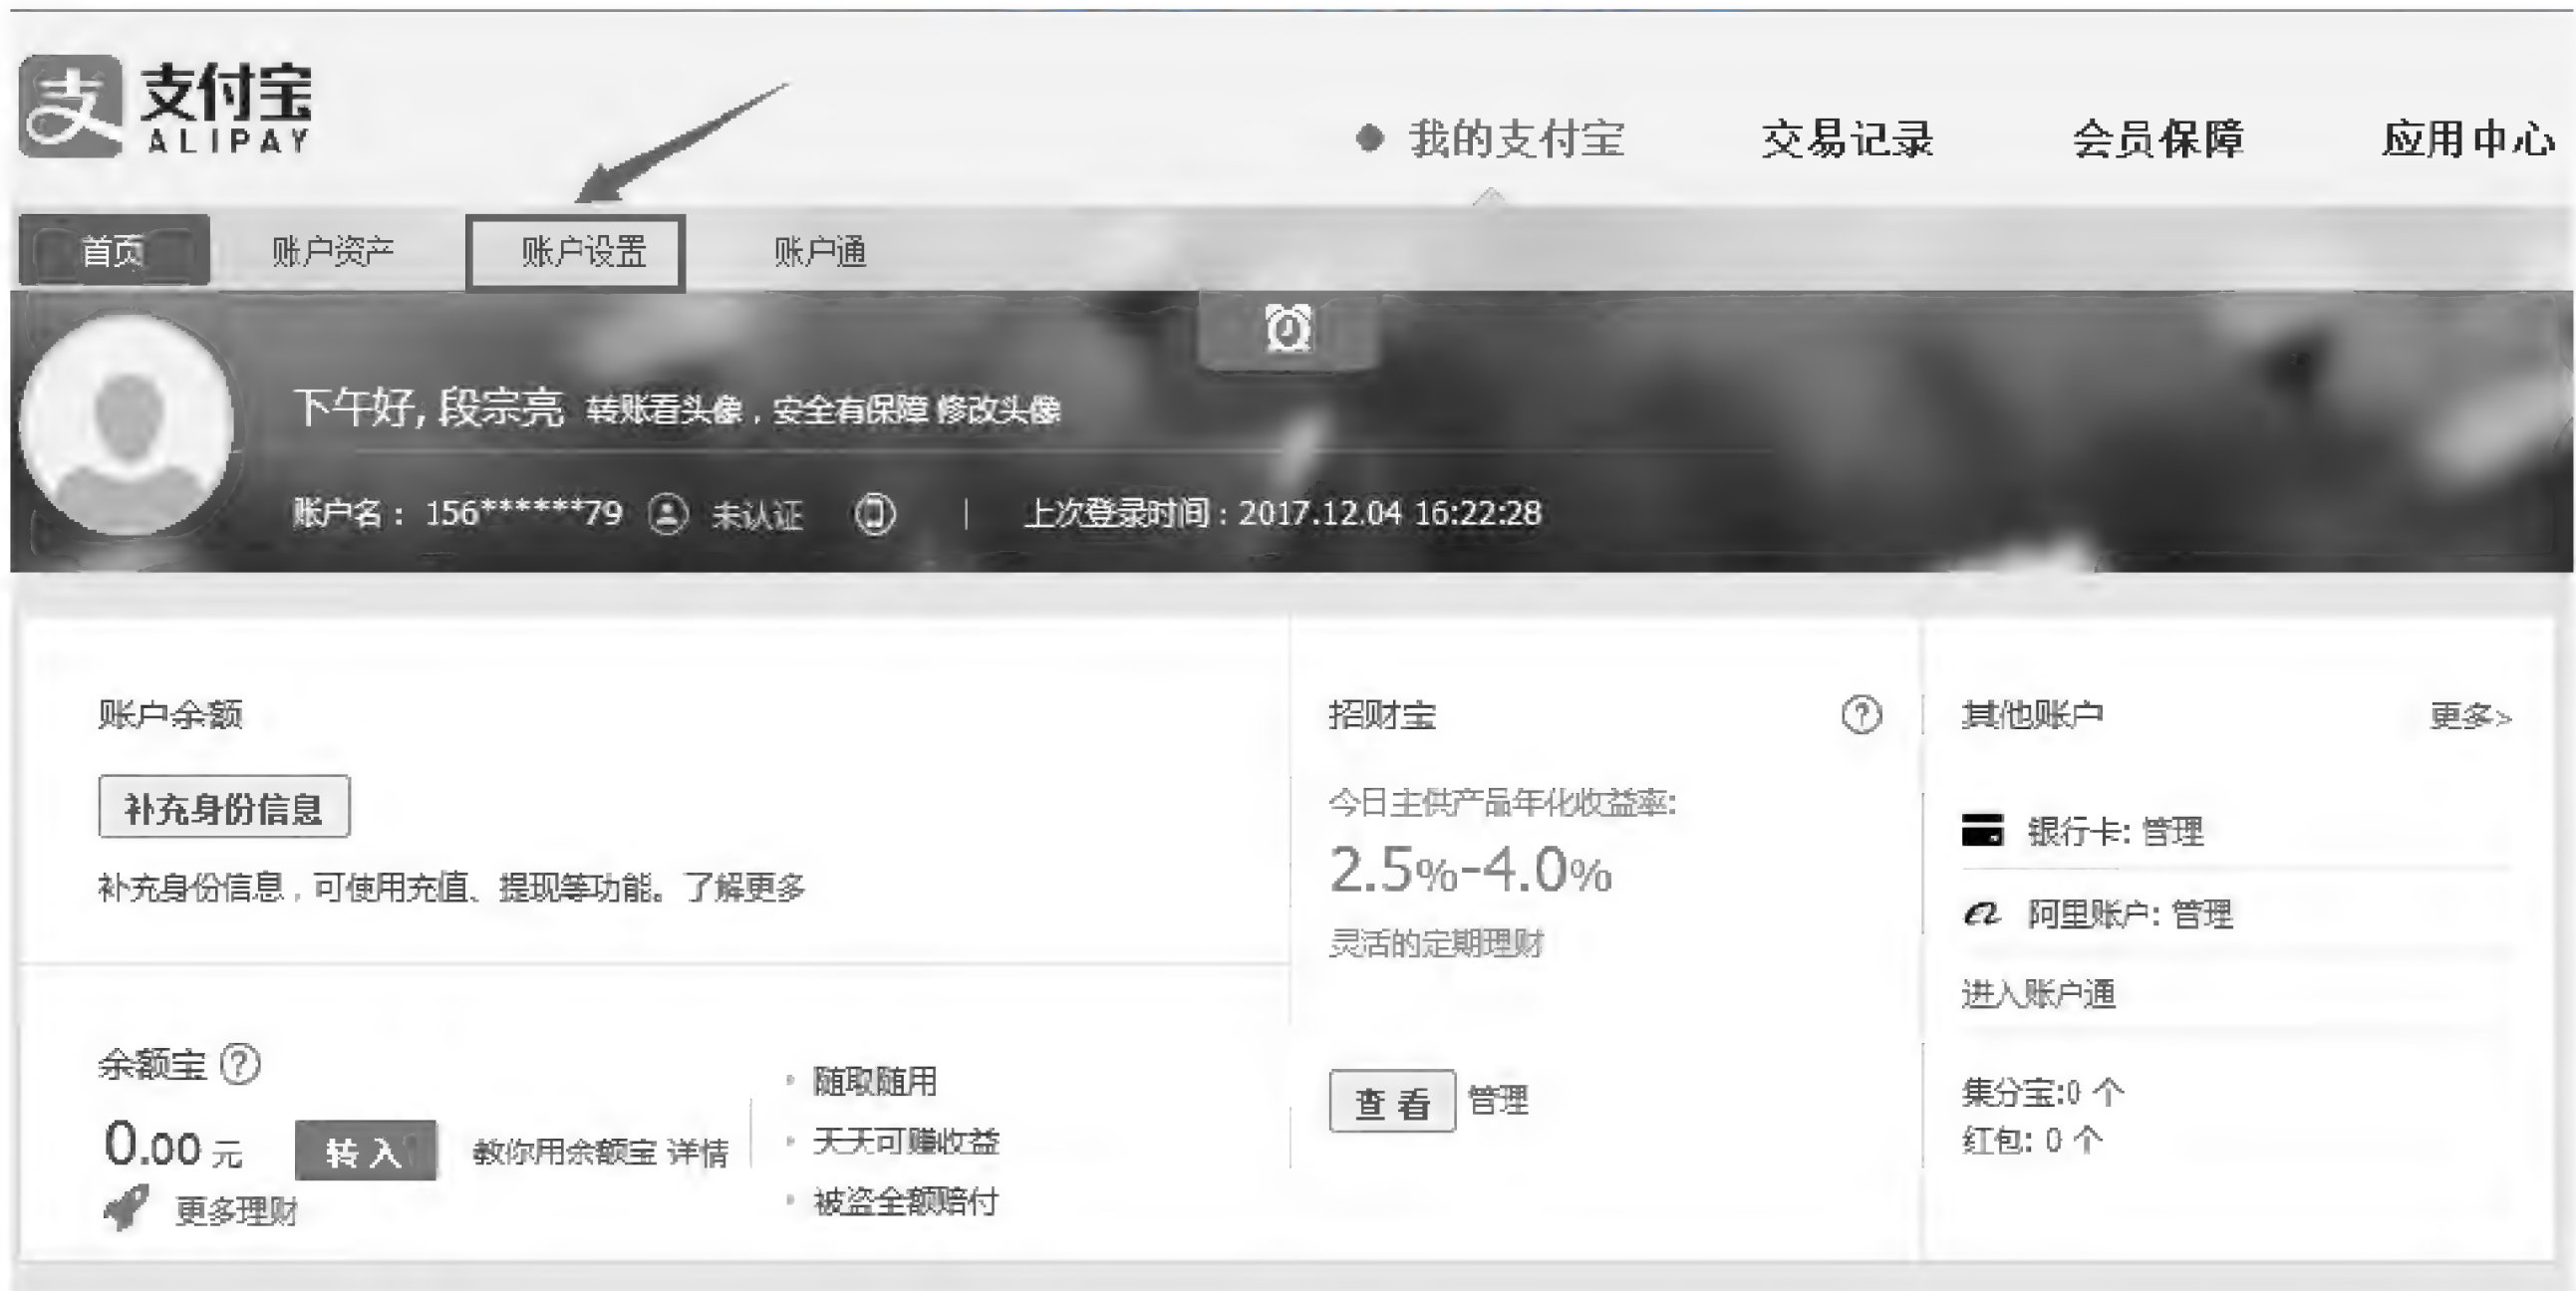 支付宝
ALIPAY
我的支付宝 交易记录 会员保障 应用中心
首页 账户资产 账户设置 账户通
下午好, 段宗亮 转账看头像，安全有保障 修改头像
账户名： 156******79 未认证 | 上次登录时间：2017.12.04 16:22:28
账户余额
补充身份信息
补充身份信息，可使用充值、提现等功能。了解更多
余额宝 ?
0.00 元 转入 教你用余额宝 详情
更多理财
随取随用
天天可赚收益
被盗全额赔付
招财宝 ?
今日主供产品年化收益率:
2.5%-4.0%
灵活的定期理财
查看 管理
其他账户 更多>
银行卡: 管理
阿里账户: 管理
进入账户通
集分宝:0 个
红包: 0 个